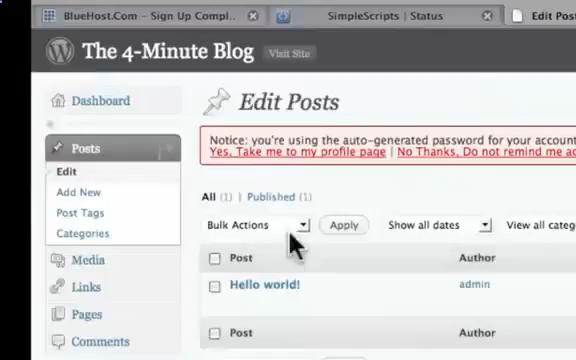 BlueHost.Com - Sign Up Compl...
SimpleScripts | Status
Edit Post
The 4-Minute Blog
Visit Site
Dashboard
Edit Posts
Posts
Notice: you're using the auto-generated password for your account
Yes, Take me to my profile page | No Thanks, Do not remind me
Edit
Add New
All (1) | Published (1)
Post Tags
Bulk Actions
Apply
Show all dates
View all
Categories
Media
Post
Author
Links
Hello world!
admin
Pages
Post
Author
Comments